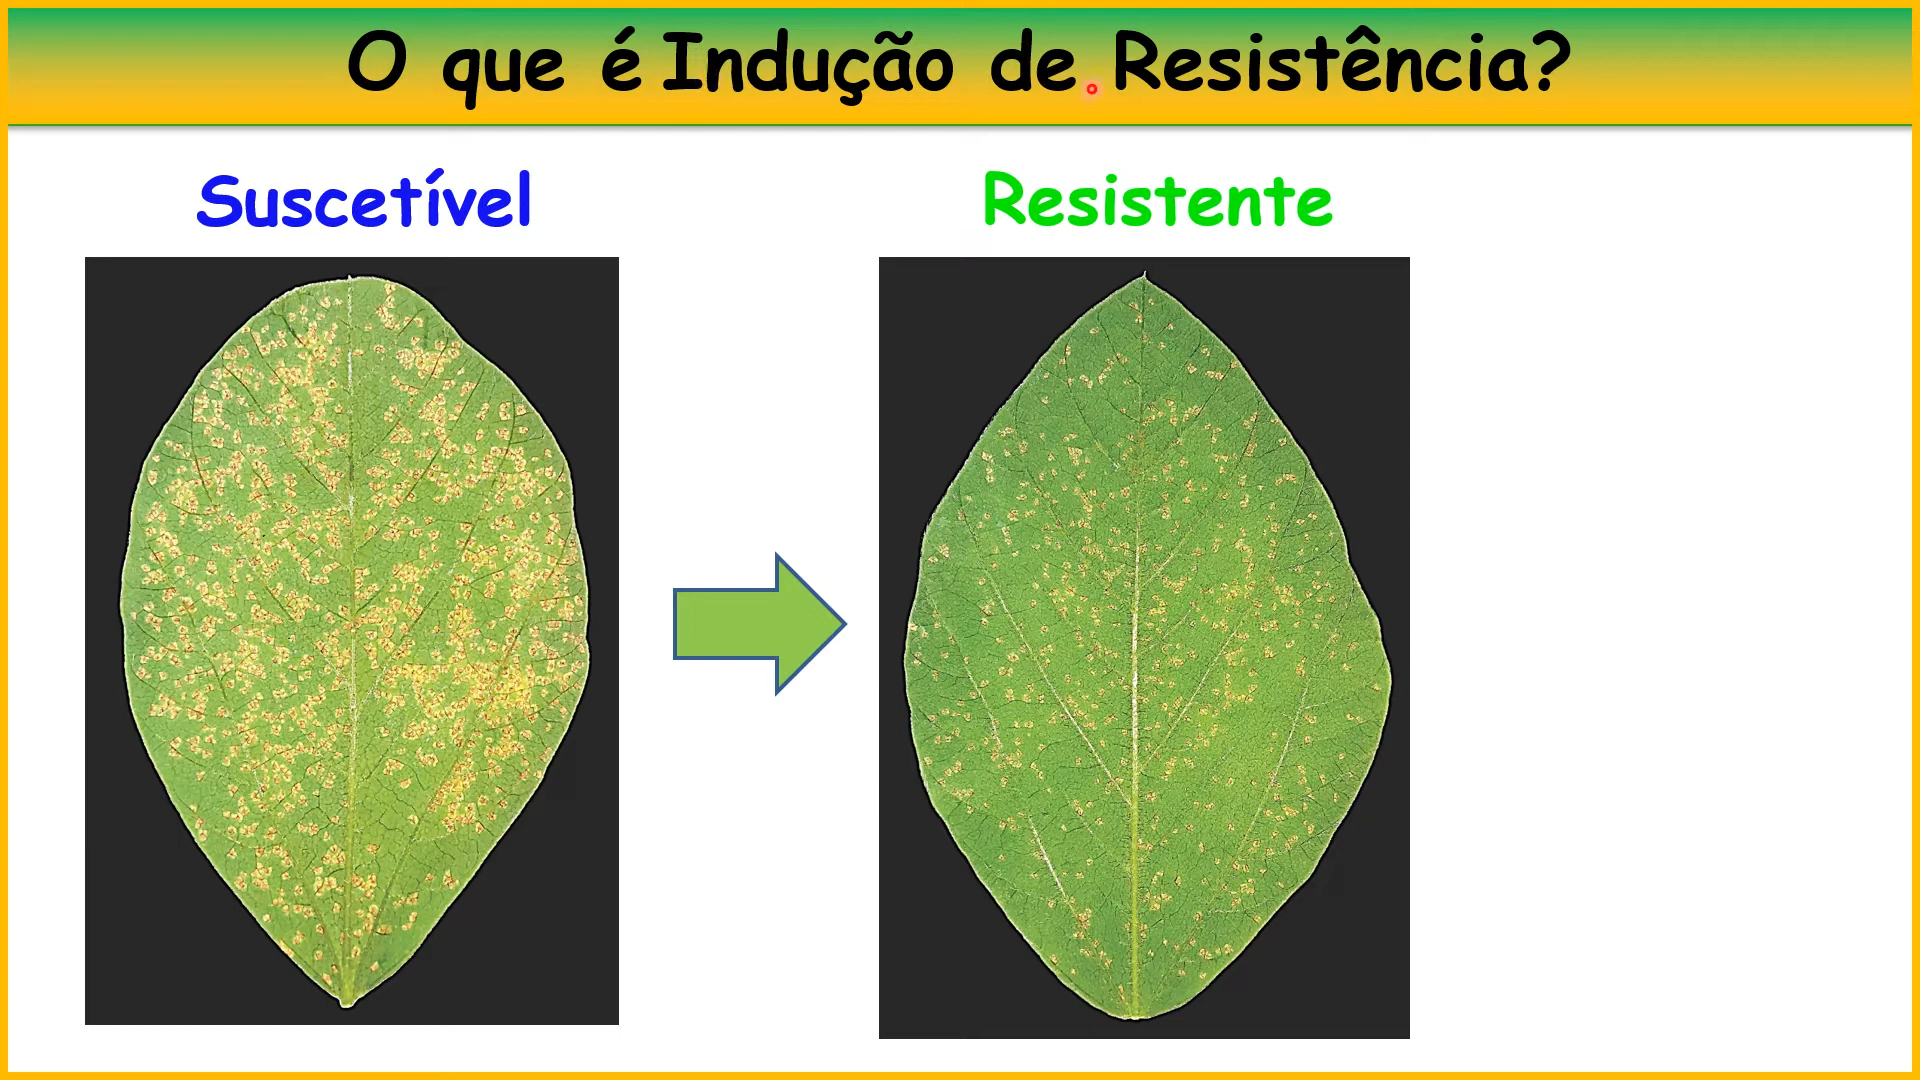 O que é Indução de Resistência?
Suscetível
Resistente